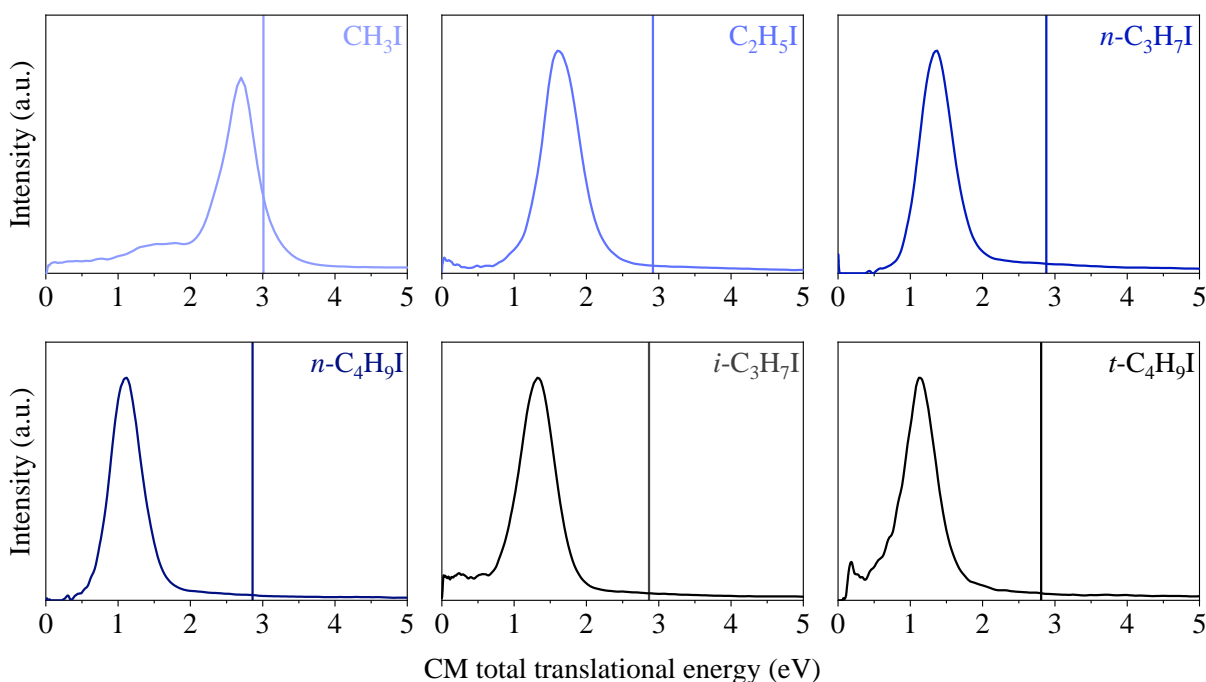 CH₃I
C₂H₅I
n-C₃H₇I
Intensity (a.u.)
0 1 2 3 4 5
0 1 2 3 4 5
0 1 2 3 4 5
n-C₄H₉I
i-C₃H₇I
t-C₄H₉I
Intensity (a.u.)
0 1 2 3 4 5
0 1 2 3 4 5
0 1 2 3 4 5
CM total translational energy (eV)